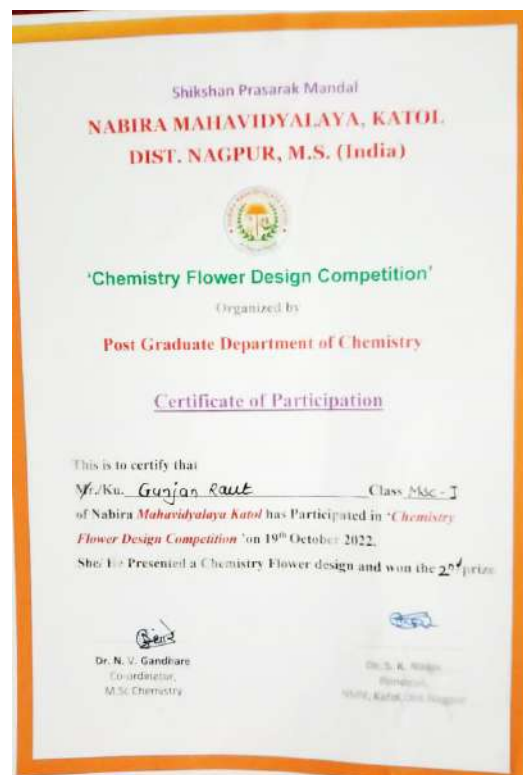 Shikshan Prasarak Mandal
NABIRA MAHAVIDYALAYA, KATOL
DIST. NAGPUR, M.S. (India)
'Chemistry Flower Design Competition'
Organized by
Post Graduate Department of Chemistry
Certificate of Participation
This is to certify that
Mr./Ku. Gunjan Raut Class Msc-I
of Nabira Mahavidyalaya Katol has Participated in 'Chemistry
Flower Design Competition 'on 19th October 2022.
She/ He Presented a Chemistry Flower design and won the 2nd prize
Dr. N. V. Gandhare
Co-ordinator,
M.Sc Chemistry
Dr. S. K.
Katol